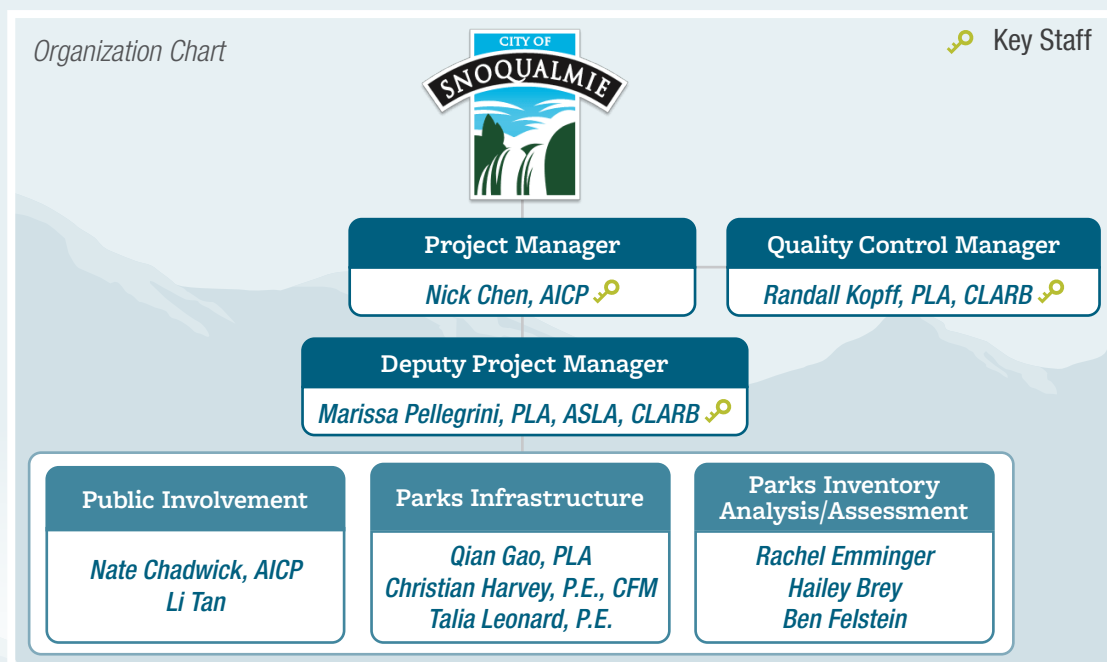 Organization Chart
CITY OF
SNOQUALMIE
Key Staff
Project Manager
Nick Chen, AICP
Quality Control Manager
Randall Kopff, PLA, CLARB
Deputy Project Manager
Marissa Pellegrini, PLA, ASLA, CLARB
Public Involvement
Nate Chadwick, AICP
Li Tan
Parks Infrastructure
Qian Gao, PLA
Christian Harvey, P.E., CFM
Talia Leonard, P.E.
Parks Inventory
Analysis/Assessment
Rachel Emminger
Hailey Brey
Ben Felstein